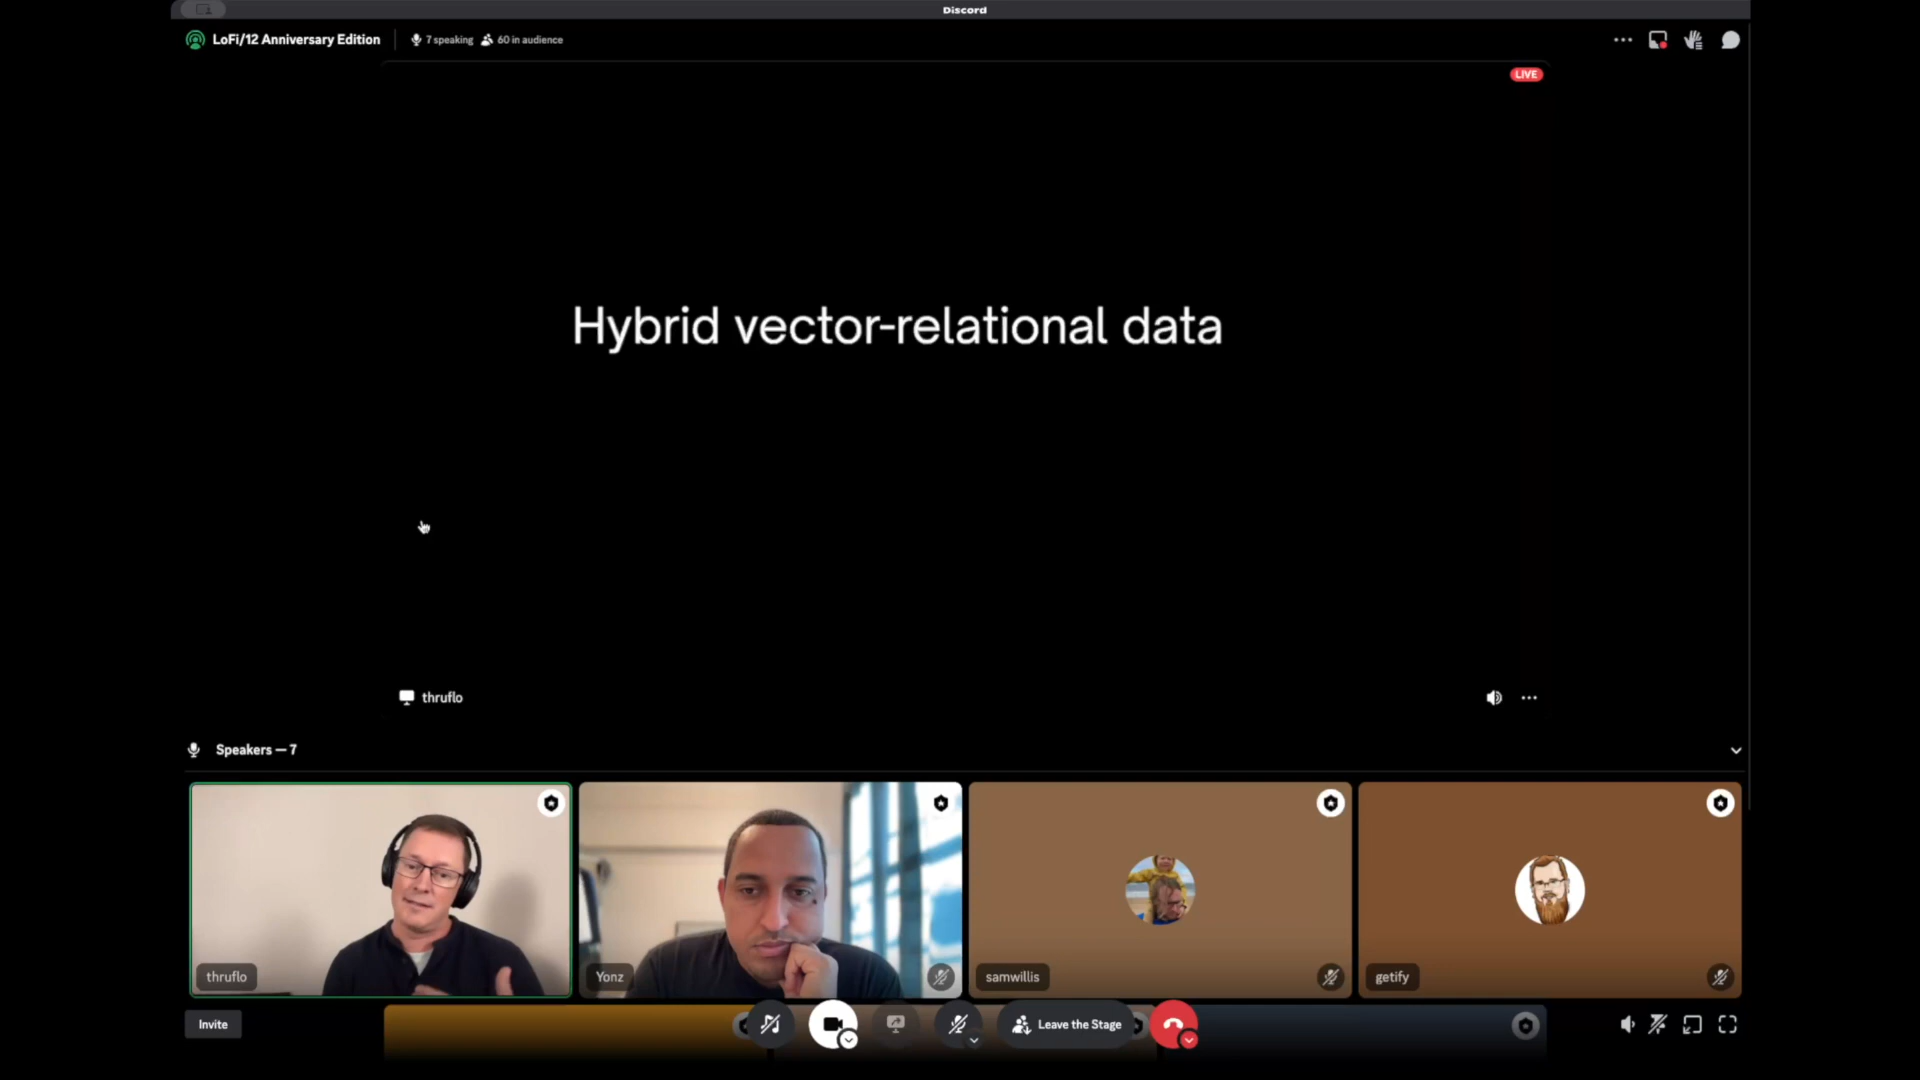 Discord
LoFi/12 Anniversary Edition
7 speaking
60 in audience
LIVE
Hybrid vector-relational data
thruflo
Speakers — 7
thruflo
Yonz
samwillis
getify
Invite
Leave the Stage